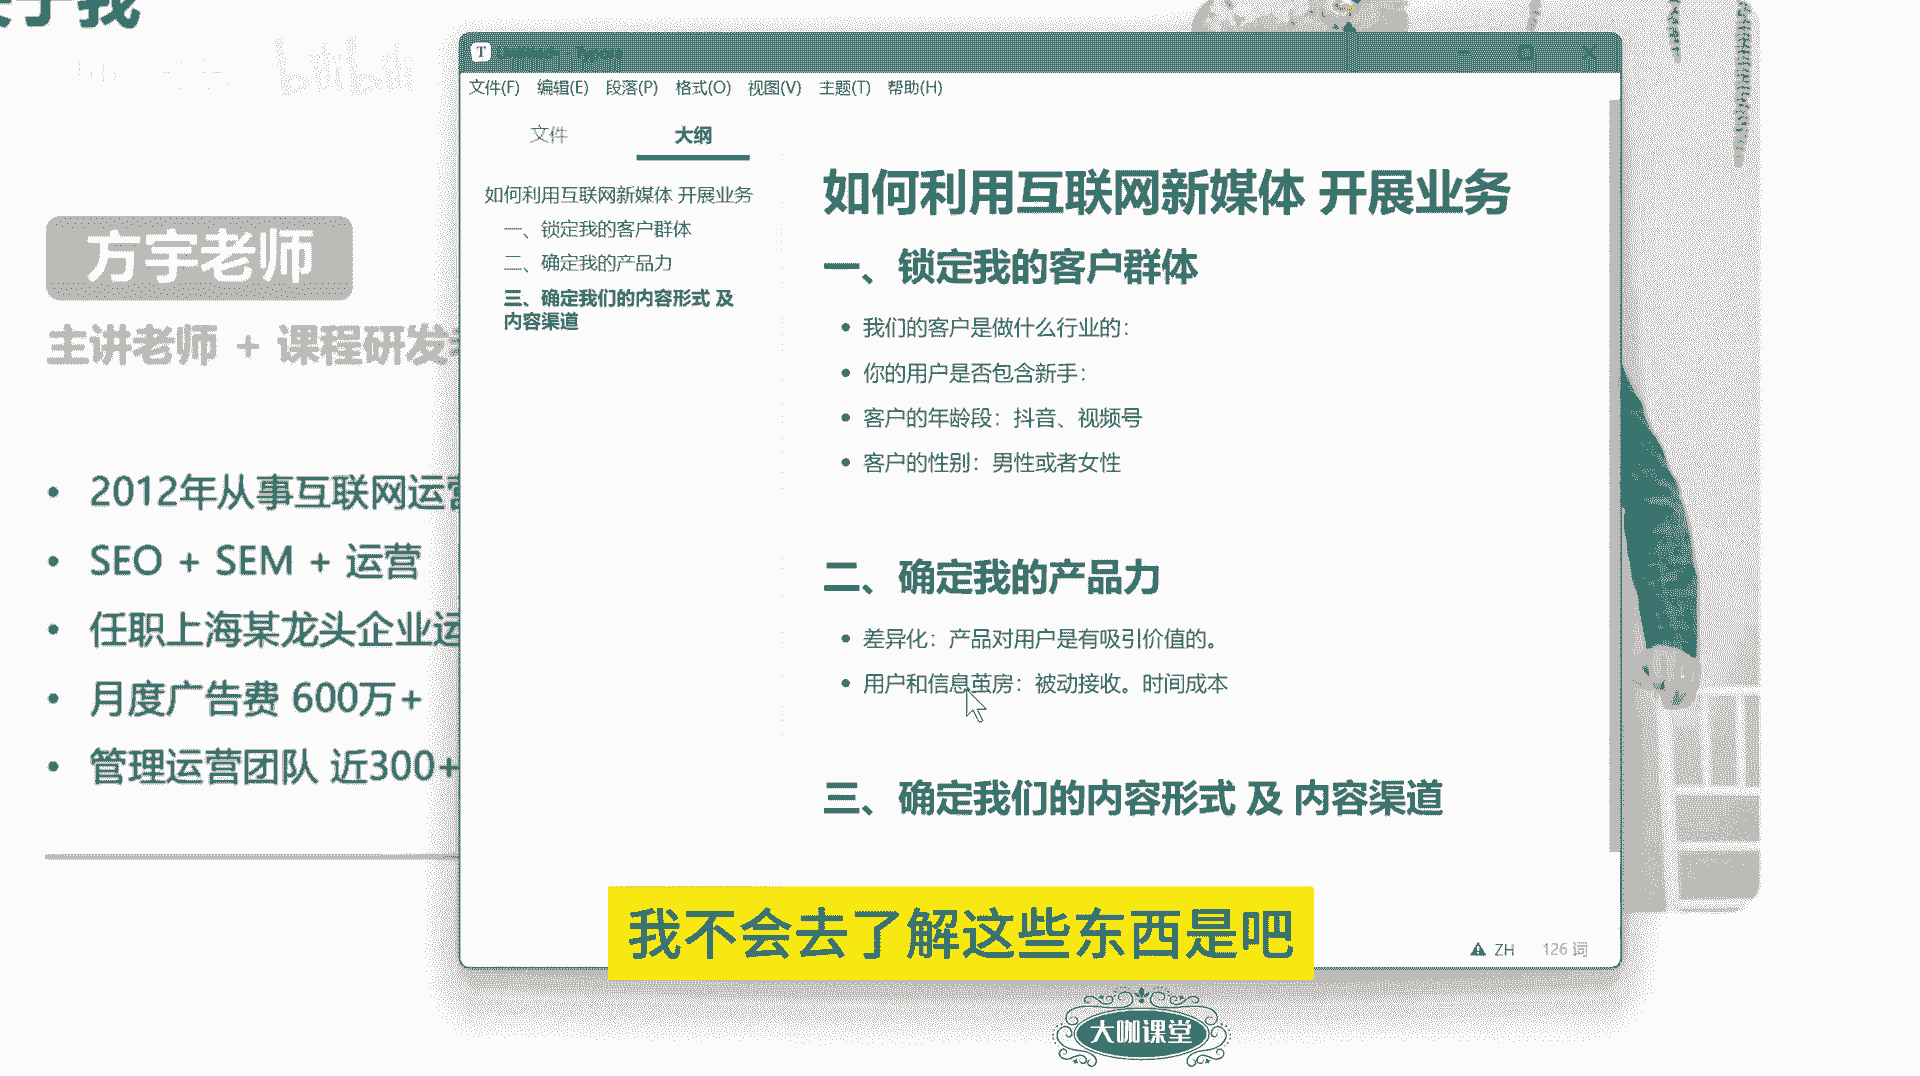 于我
bilibili
方宇老师
主讲老师 + 课程研发
• 2012年从事互联网运营
• SEO + SEM + 运营
• 任职上海某龙头企业运
• 月度广告费 600万+
• 管理运营团队 近300+
文件(F) 编辑(E) 段落(P) 格式(O) 视图(V) 主题(T) 帮助(H)
文件 大纲
如何利用互联网新媒体 开展业务
一、锁定我的客户群体
二、确定我的产品力
三、确定我们的内容形式 及
内容渠道
如何利用互联网新媒体 开展业务
一、锁定我的客户群体
• 我们的客户是做什么行业的：
• 你的用户是否包含新手：
• 客户的年龄段：抖音、视频号
• 客户的性别：男性或者女性
二、确定我的产品力
• 差异化：产品对用户是有吸引价值的。
• 用户和信息茧房：被动接收。时间成本
三、确定我们的内容形式 及 内容渠道
我不会去了解这些东西是吧
ZH 126 词
大咖课堂